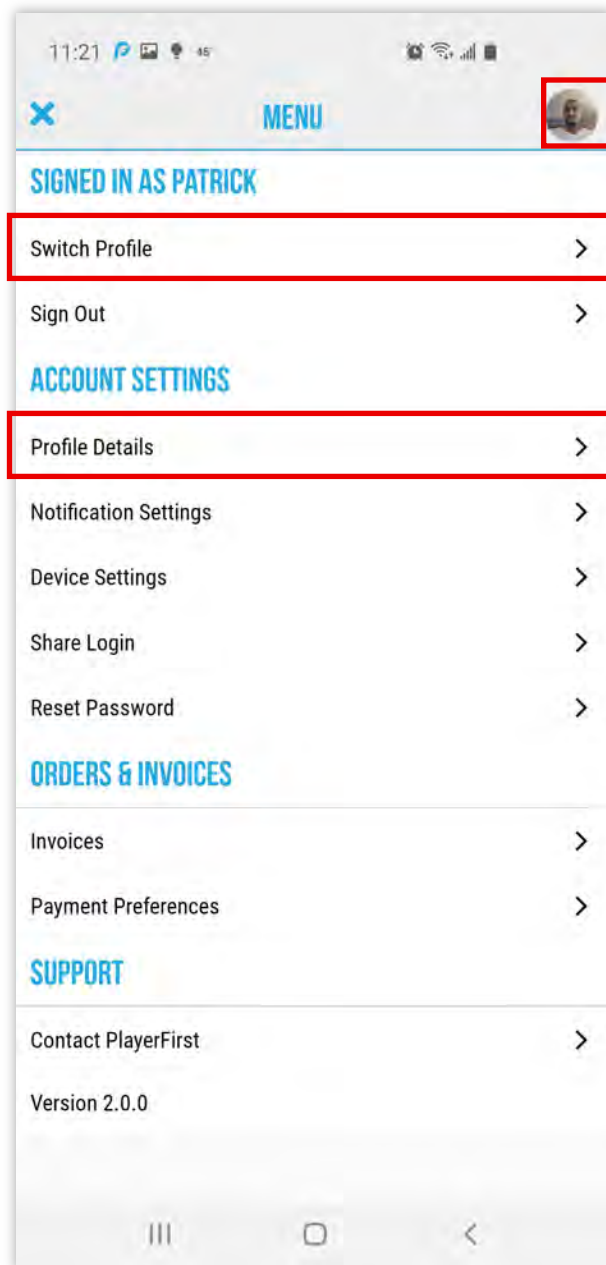 11:21 45
MENU
SIGNED IN AS PATRICK
Switch Profile
Sign Out
ACCOUNT SETTINGS
Profile Details
Notification Settings
Device Settings
Share Login
Reset Password
ORDERS & INVOICES
Invoices
Payment Preferences
SUPPORT
Contact PlayerFirst
Version 2.0.0